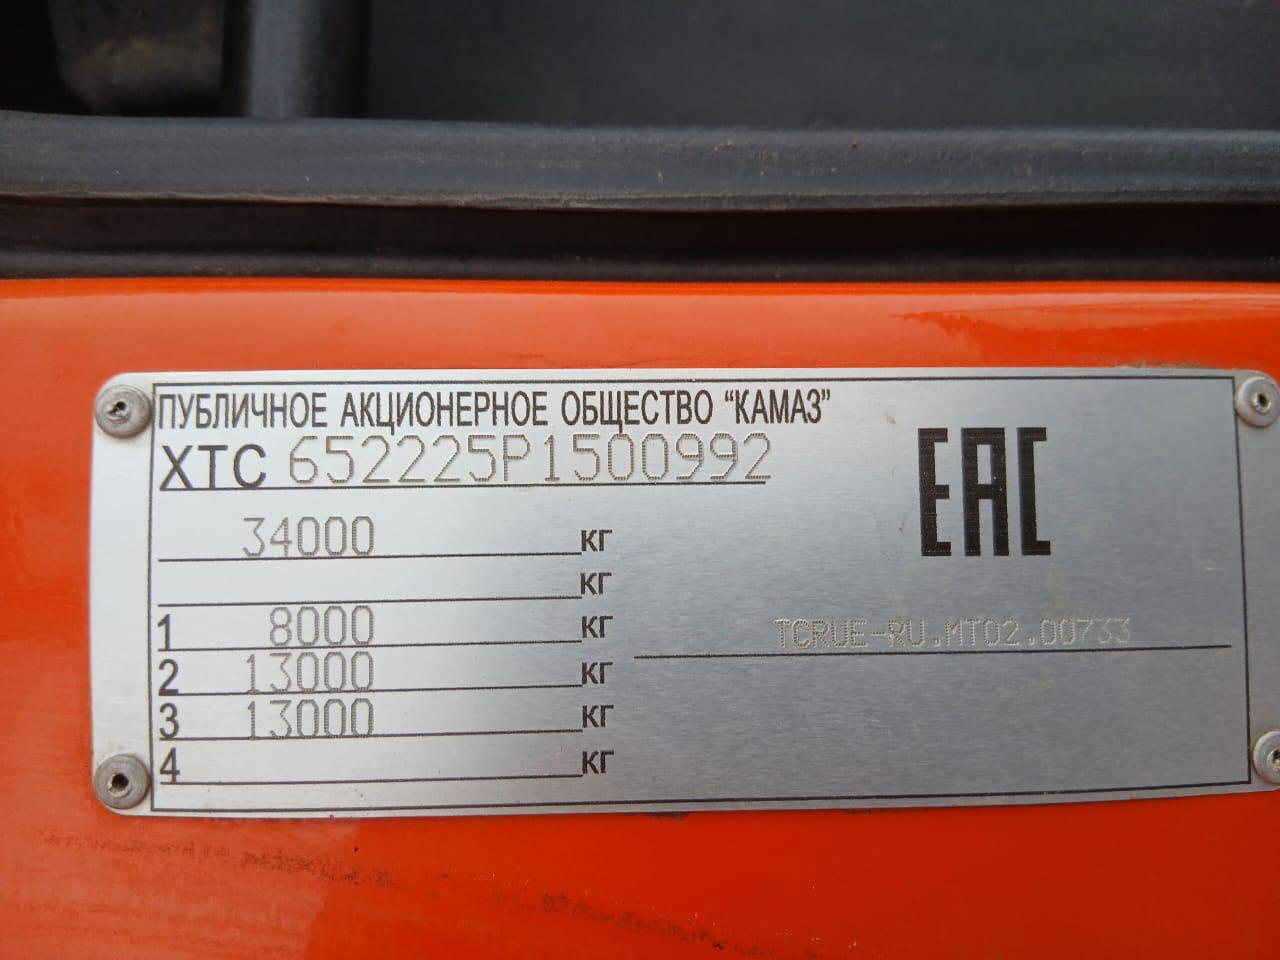 ПУБЛИЧНОЕ АКЦИОНЕРНОЕ ОБЩЕСТВО “КАМАЗ”
XTC 652225P1500992
34000 кг
кг
1 8000 кг
2 13000 кг
3 13000 кг
4 кг
EAC
TCRUE-RU.MT02.00733